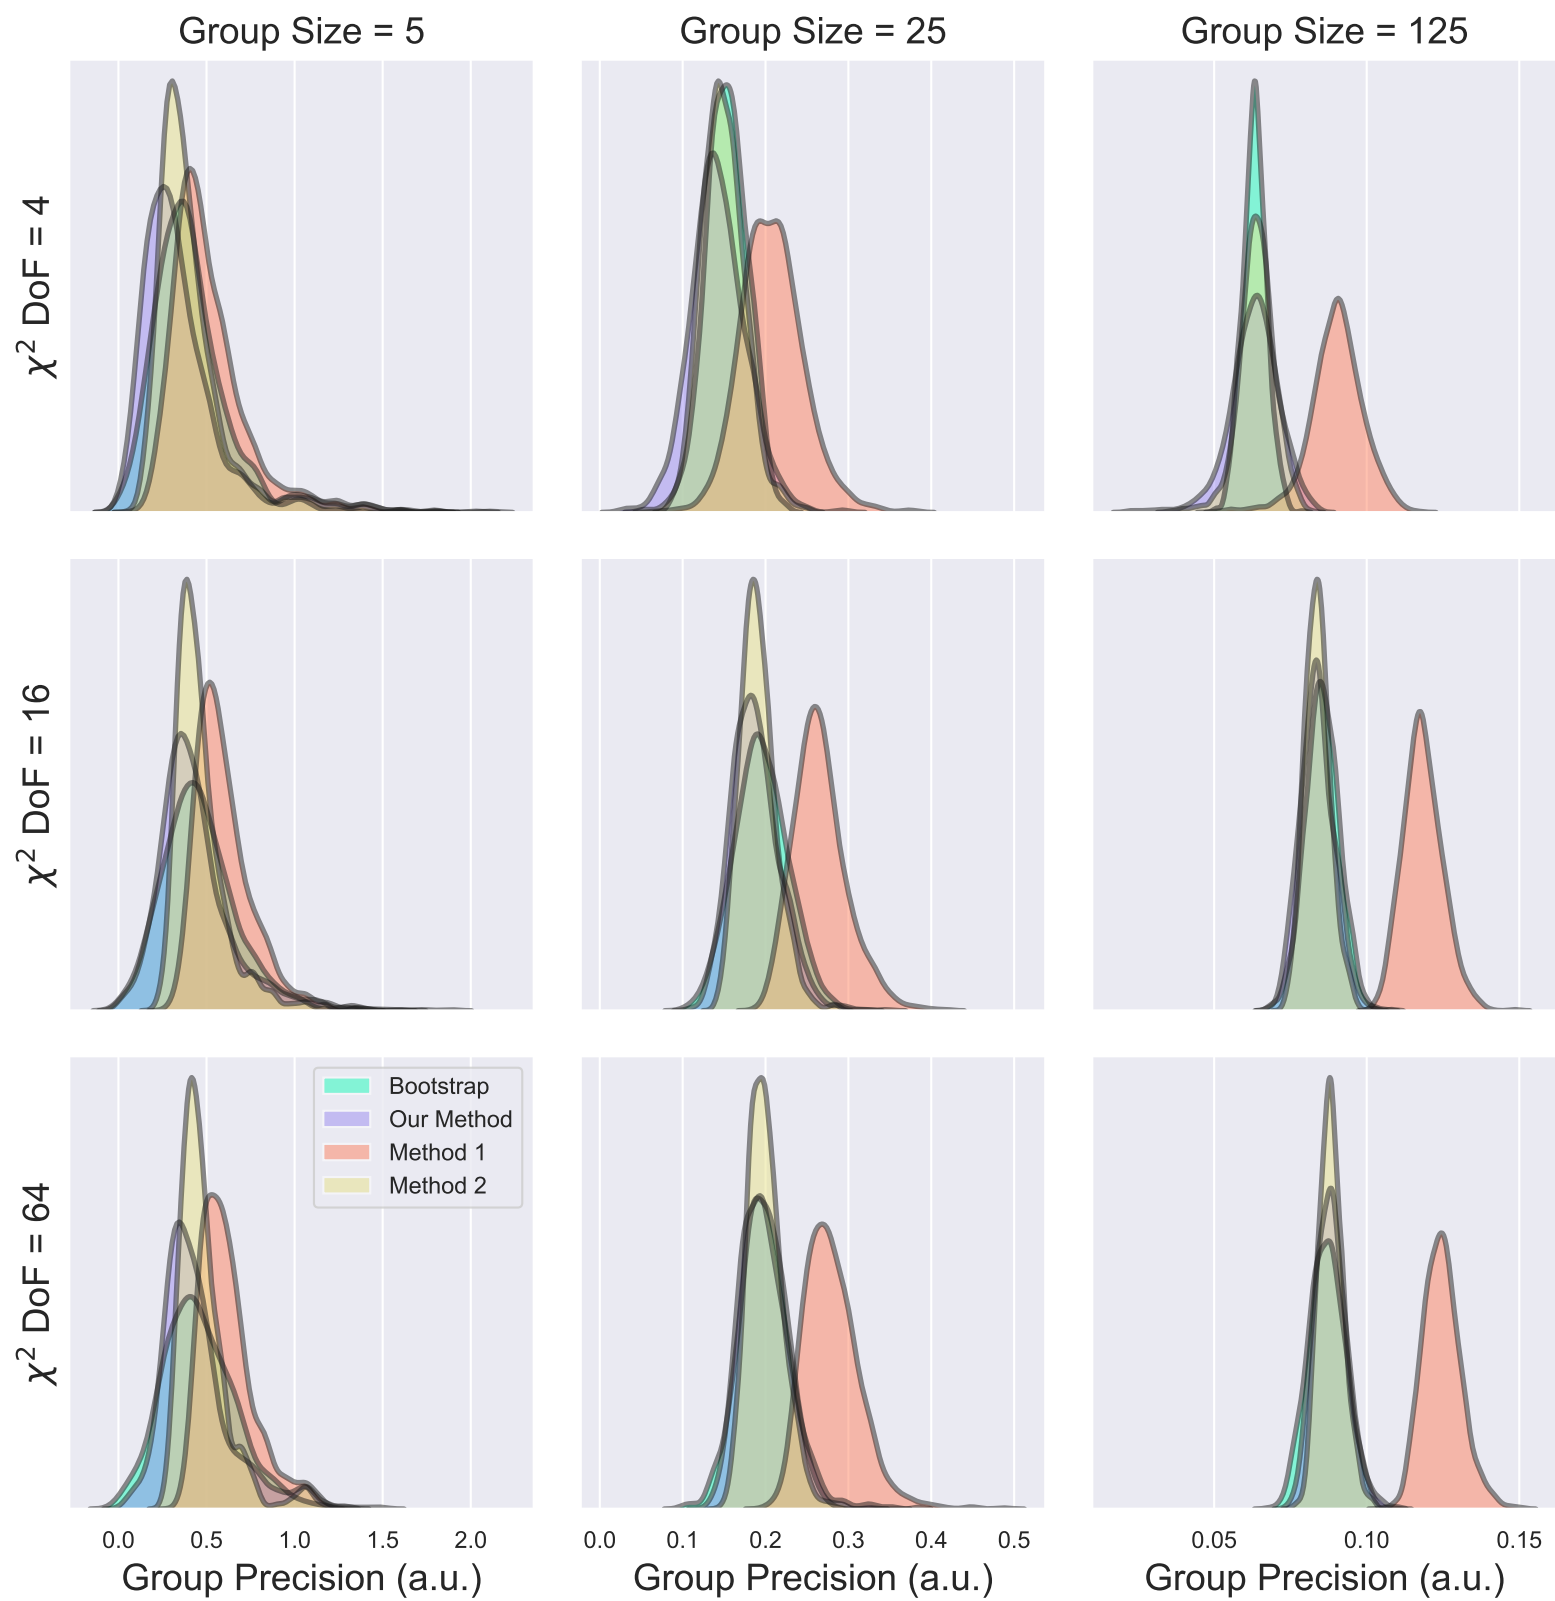 Group Size = 5
Group Size = 25
Group Size = 125
χ² DoF = 4
χ² DoF = 16
χ² DoF = 64
Bootstrap
Our Method
Method 1
Method 2
0.0 0.5 1.0 1.5 2.0
0.0 0.1 0.2 0.3 0.4 0.5
0.05 0.10 0.15
Group Precision (a.u.)
Group Precision (a.u.)
Group Precision (a.u.)